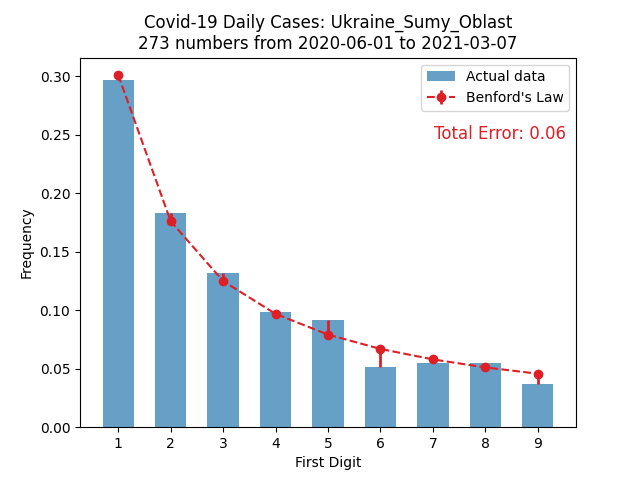 Covid-19 Daily Cases: Ukraine_Sumy_Oblast
273 numbers from 2020-06-01 to 2021-03-07
Actual data
Benford's Law
Total Error: 0.06
Frequency
0.30
0.25
0.20
0.15
0.10
0.05
0.00
1 2 3 4 5 6 7 8 9
First Digit